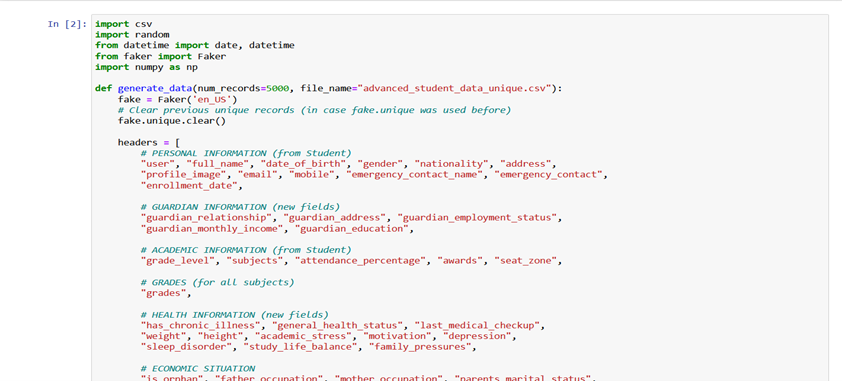 In [2]: import csv
import random
from datetime import date, datetime
from faker import Faker
import numpy as np
def generate_data(num_records=5000, file_name="advanced_student_data_unique.csv"):
fake = Faker('en_US')
# Clear previous unique records (in case fake.unique was used before)
fake.unique.clear()
headers = [
# PERSONAL INFORMATION (from Student)
"user", "full_name", "date_of_birth", "gender", "nationality", "address",
"profile_image", "email", "mobile", "emergency_contact_name", "emergency_contact",
"enrollment_date",
# GUARDIAN INFORMATION (new fields)
"guardian_relationship", "guardian_address", "guardian_employment_status",
"guardian_monthly_income", "guardian_education",
# ACADEMIC INFORMATION (from Student)
"grade_level", "subjects", "attendance_percentage", "awards", "seat_zone",
# GRADES (for all subjects)
"grades",
# HEALTH INFORMATION (new fields)
"has_chronic_illness", "general_health_status", "last_medical_checkup",
"weight", "height", "academic_stress", "motivation", "depression",
"sleep_disorder", "study_life_balance", "family_pressures",
# ECONOMIC SITUATION
"is_orphan", "father_occupation", "mother_occupation", "parents_marital_status",